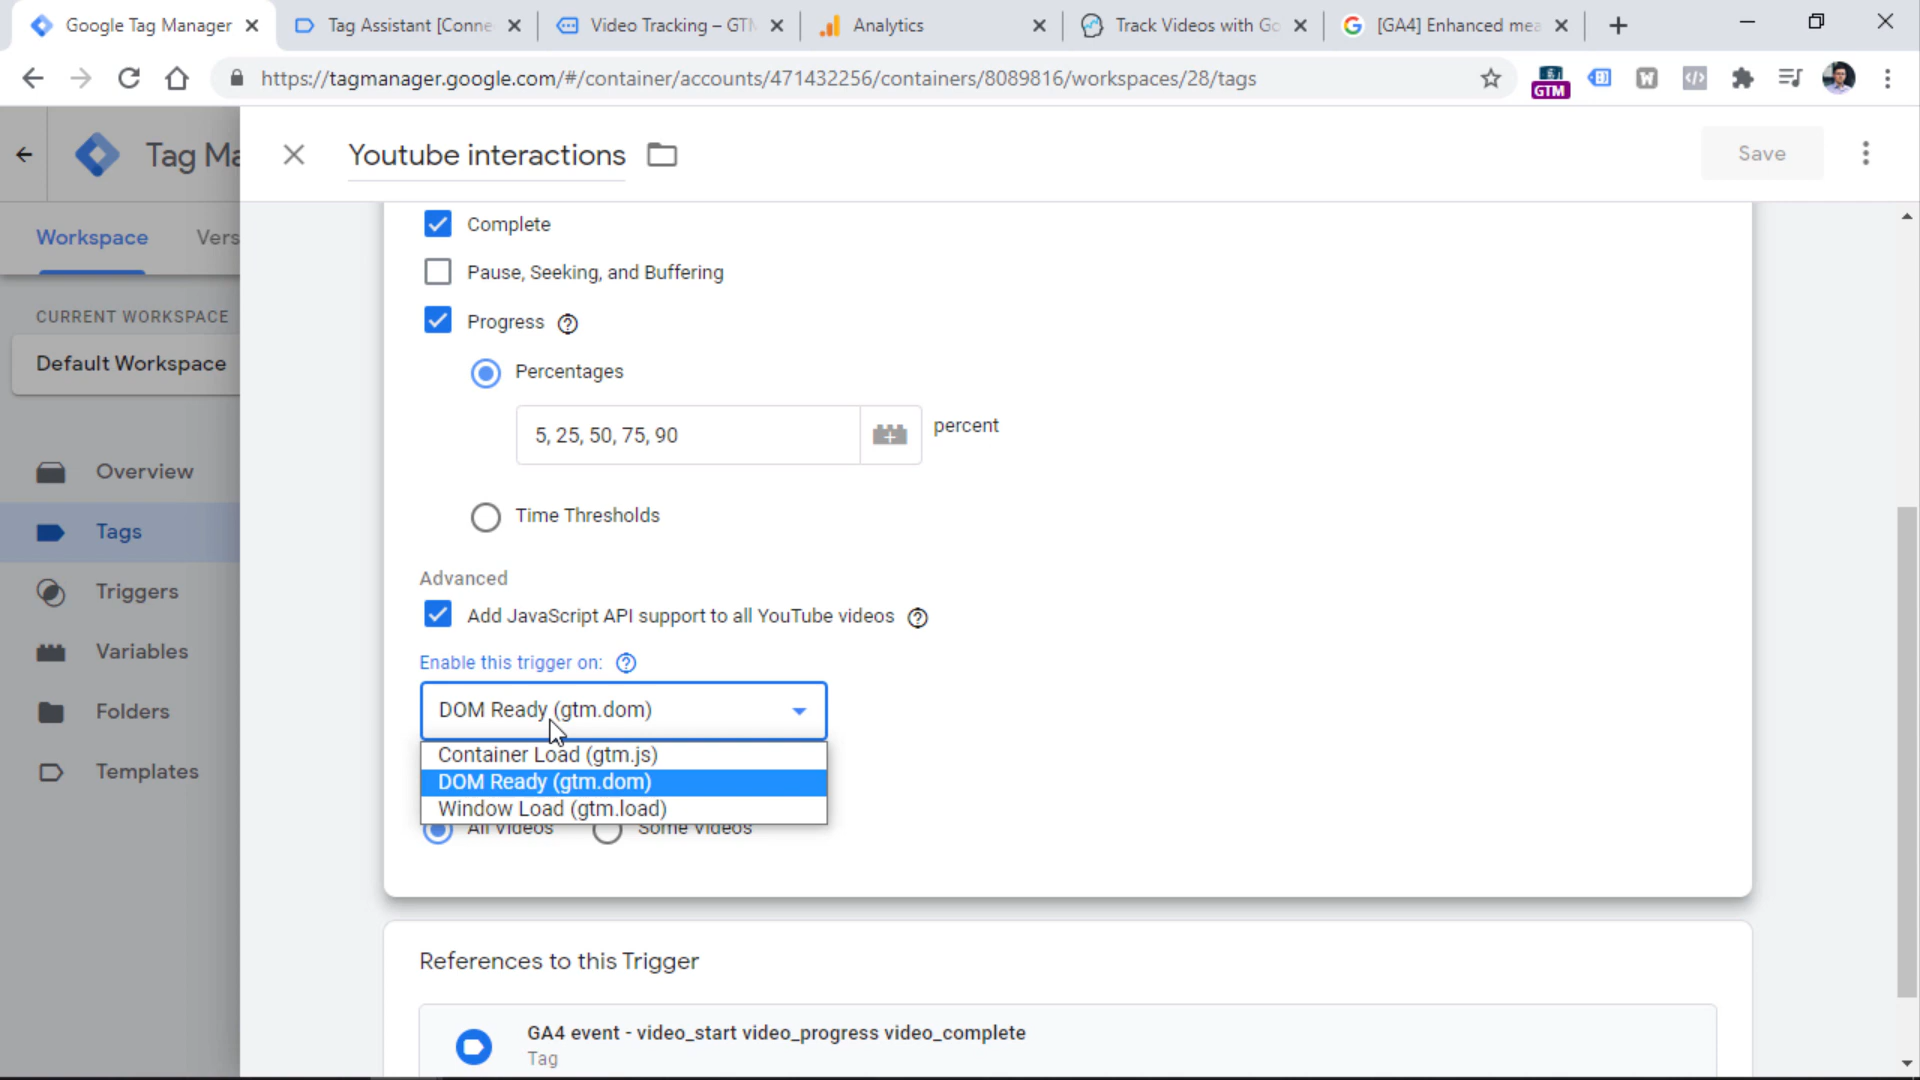 Google Tag Manager
Tag Assistant [Conne
Video Tracking – GTM
Analytics
Track Videos with Go
[GA4] Enhanced mea
https://tagmanager.google.com/#/container/accounts/471432256/containers/8089816/workspaces/28/tags
GTM
Tag Ma
Youtube interactions
Save
Workspace
Vers
CURRENT WORKSPACE
Default Workspace
Overview
Tags
Triggers
Variables
Folders
Templates
Complete
Pause, Seeking, and Buffering
Progress
Percentages
5, 25, 50, 75, 90
percent
Time Thresholds
Advanced
Add JavaScript API support to all YouTube videos
Enable this trigger on:
DOM Ready (gtm.dom)
Container Load (gtm.js)
DOM Ready (gtm.dom)
Window Load (gtm.load)
All Videos
Some Videos
References to this Trigger
GA4 event - video_start video_progress video_complete
Tag